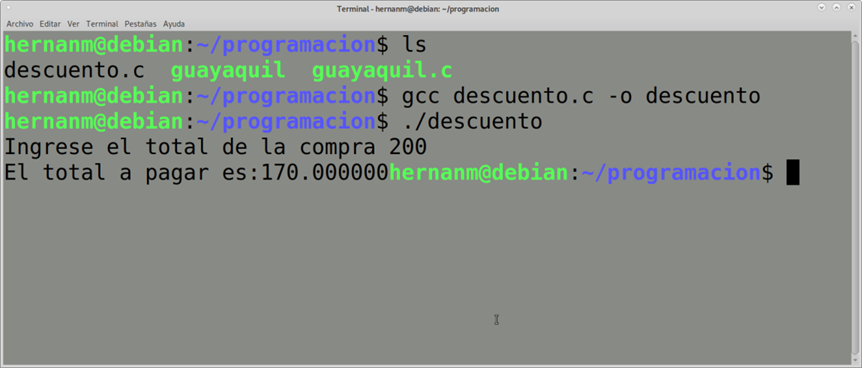 Terminal - hernanm@debian: ~/programacion
Archivo Editar Ver Terminal Pestañas Ayuda
hernanm@debian:~/programacion$ ls
descuento.c guayaquil guayaquil.c
hernanm@debian:~/programacion$ gcc descuento.c -o descuento
hernanm@debian:~/programacion$ ./descuento
Ingrese el total de la compra 200
El total a pagar es:170.000000hernanm@debian:~/programacion$